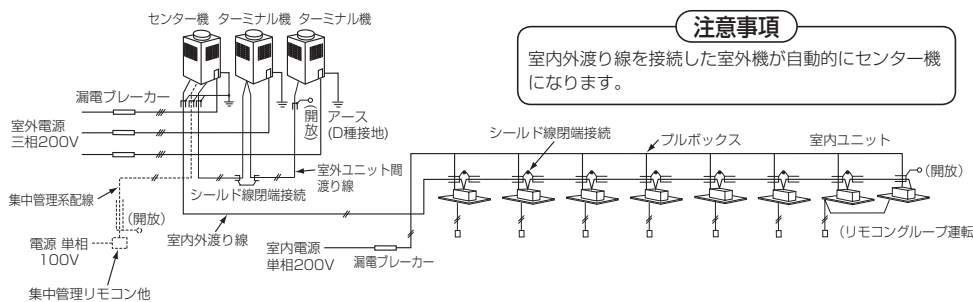 センター機 ターミナル機 ターミナル機
注意事項
室内外渡り線を接続した室外機が自動的にセンター機
になります。
漏電ブレーカー
室外電源
三相200V
(開放)
アース
(D種接地)
シールド線閉端接続
プルボックス
室内ユニット
(開放)
室外ユニット間
渡り線
シールド線閉端接続
集中管理系配線
(開放)
電源 単相
100V
室内外渡り線
室内電源
単相200V
漏電ブレーカー
(リモコングループ運転
集中管理リモコン他